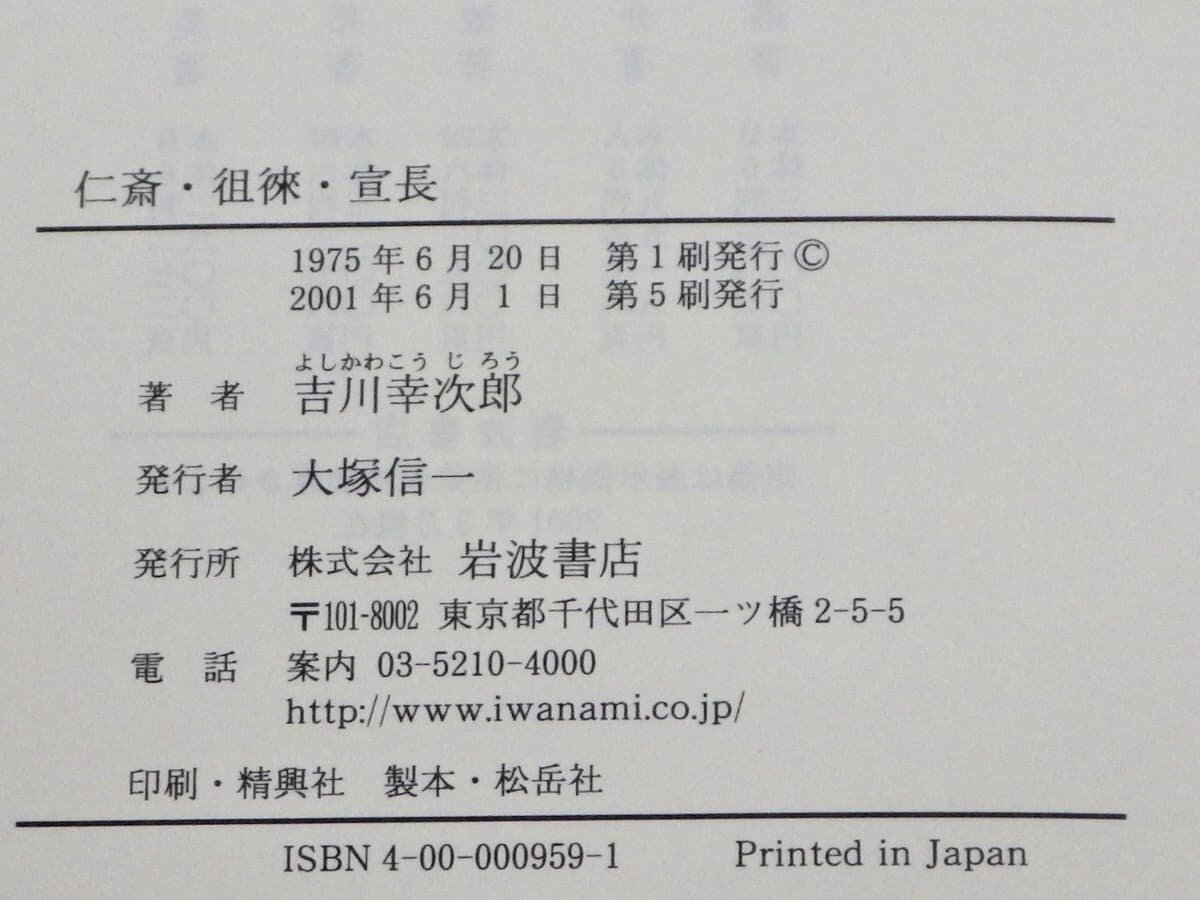 仁斎・徂徠・宣長
1975年6月20日 第1刷発行 ©
2001年6月1日 第5刷発行
よしかわこうじろう
著者 吉川幸次郎
発行者 大塚信一
発行所 株式会社 岩波書店
〒101-8002 東京都千代田区一ツ橋2-5-5
電話 案内 03-5210-4000
http://www.iwanami.co.jp/
印刷・精興社 製本・松岳社
ISBN 4-00-000959-1 Printed in Japan